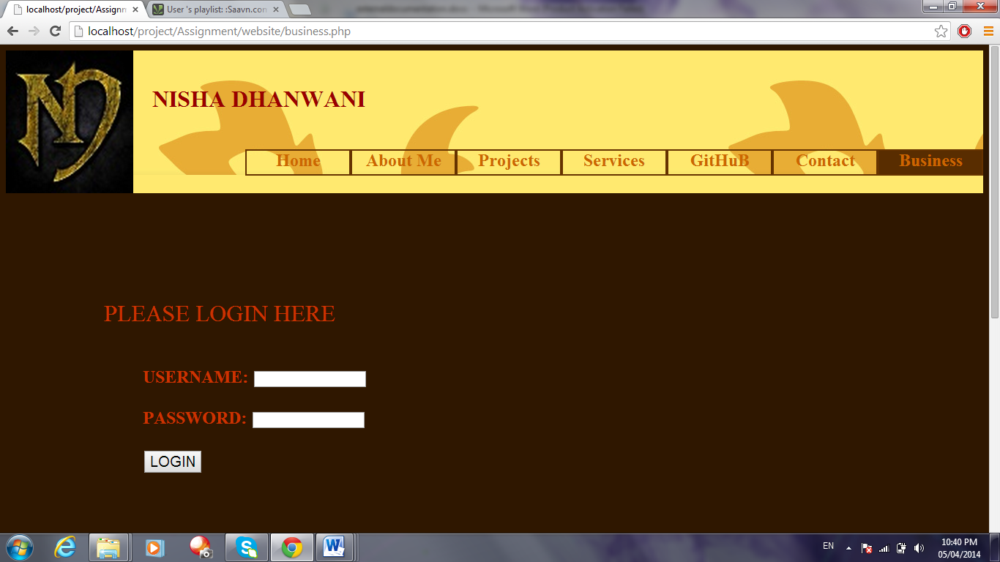 localhost/project/Assignm
User 's playlist: :Saavn.com
localhost/project/Assignment/website/business.php
ND
NISHA DHANWANI
Home About Me Projects Services GitHuB Contact Business
PLEASE LOGIN HERE
USERNAME:
PASSWORD:
LOGIN
EN
10:40 PM
05/04/2014